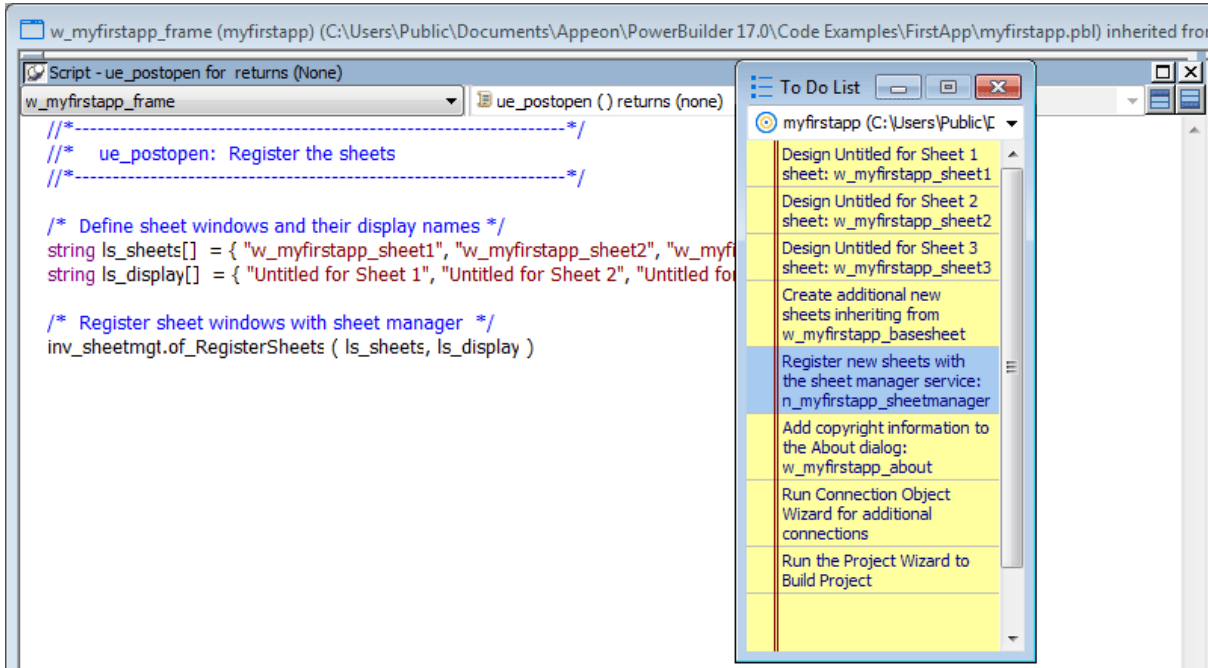 w_myfirstapp_frame (myfirstapp) (C:\Users\Public\Documents\Appeon\PowerBuilder 17.0\Code Examples\FirstApp\myfirstapp.pbl) inherited from
Script - ue_postopen for  returns (None)
w_myfirstapp_frame
ue_postopen ( ) returns (none)
//*-----------------------------------------------------------------*/
//*   ue_postopen:  Register the sheets
//*-----------------------------------------------------------------*/
/*  Define sheet windows and their display names */
string ls_sheets[]  = { "w_myfirstapp_sheet1", "w_myfirstapp_sheet2", "w_myfi
string ls_display[]  = { "Untitled for Sheet 1", "Untitled for Sheet 2", "Untitled for
/*  Register sheet windows with sheet manager  */
inv_sheetmgt.of_RegisterSheets ( ls_sheets, ls_display )
To Do List
myfirstapp (C:\Users\Public\D
Design Untitled for Sheet 1
sheet: w_myfirstapp_sheet1
Design Untitled for Sheet 2
sheet: w_myfirstapp_sheet2
Design Untitled for Sheet 3
sheet: w_myfirstapp_sheet3
Create additional new
sheets inheriting from
w_myfirstapp_basesheet
Register new sheets with
the sheet manager service:
n_myfirstapp_sheetmanager
Add copyright information to
the About dialog:
w_myfirstapp_about
Run Connection Object
Wizard for additional
connections
Run the Project Wizard to
Build Project